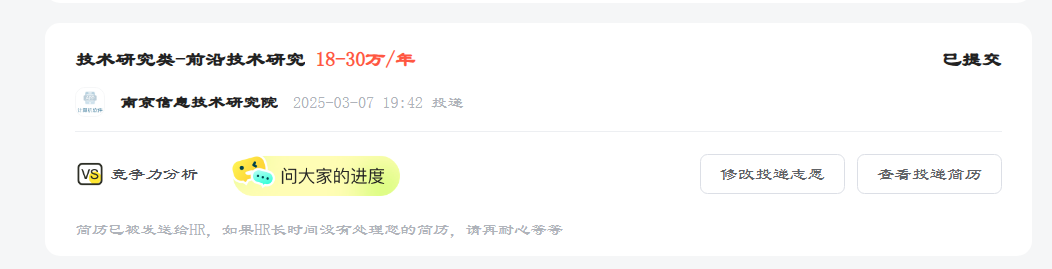 技术研究类-前沿技术研究 18-30万/年
已提交
南京信息技术研究院 2025-03-07 19:42 投递
VS 竞争力分析
问大家的进度
修改投递志愿
查看投递简历
简历已被发送给HR，如果HR长时间没有处理您的简历，请再耐心等等